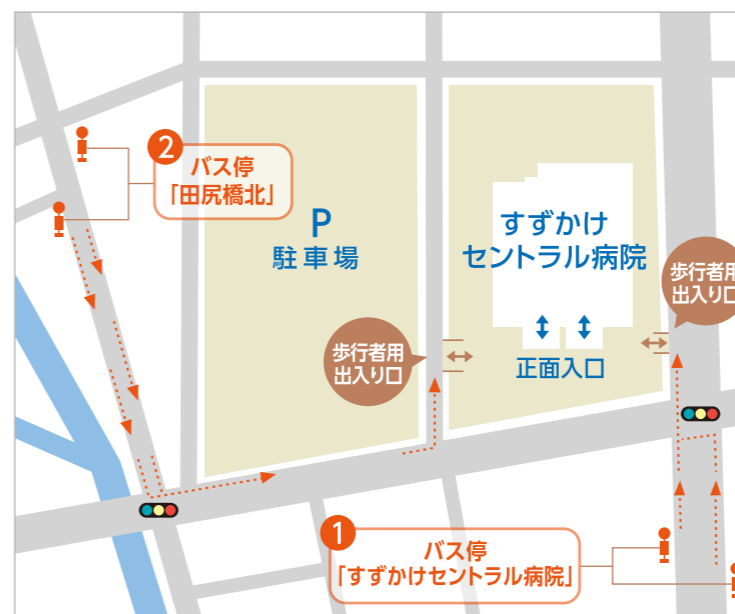 2
バス停
「田尻橋北」
P
駐車場
すずかけ
セントラル病院
歩行者用
出入り口
歩行者用
出入り口
正面入口
1
バス停
「すずかけセントラル病院」